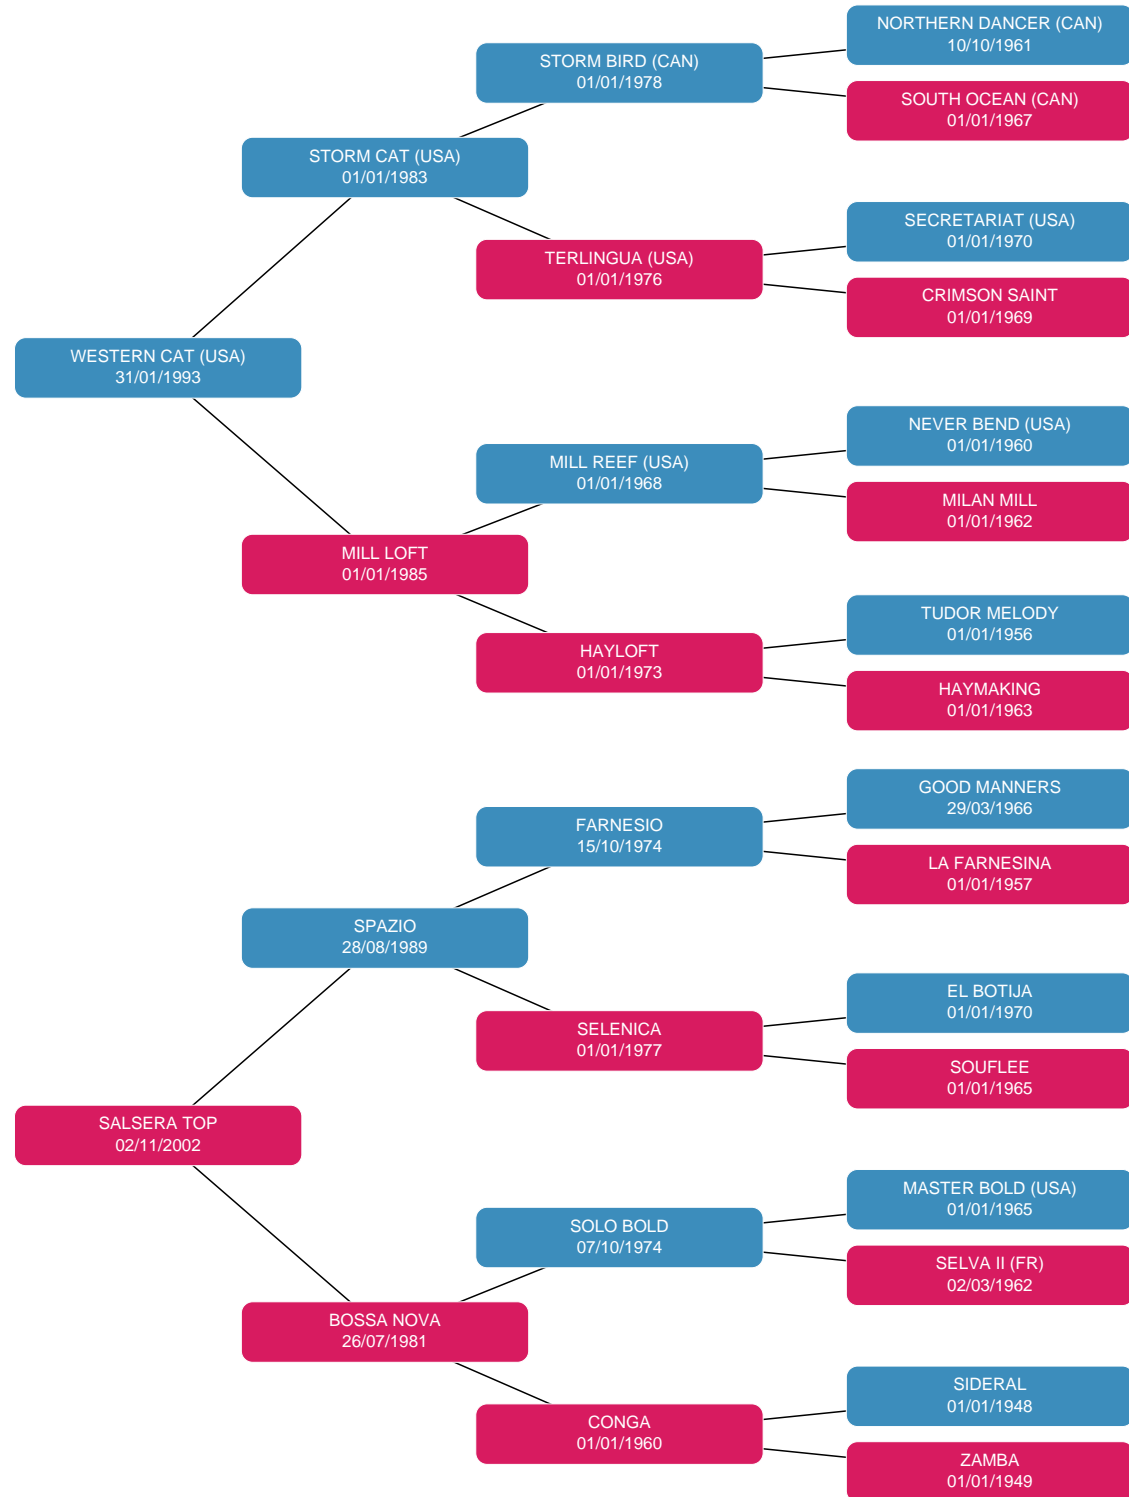 NORTHERN DANCER (CAN)
10/10/1961
STORM BIRD (CAN)
01/01/1978
SOUTH OCEAN (CAN)
01/01/1967
STORM CAT (USA)
01/01/1983
SECRETARIAT (USA)
01/01/1970
TERLINGUA (USA)
01/01/1976
CRIMSON SAINT
01/01/1969
WESTERN CAT (USA)
31/01/1993
NEVER BEND (USA)
01/01/1960
MILL REEF (USA)
01/01/1968
MILAN MILL
01/01/1962
MILL LOFT
01/01/1985
TUDOR MELODY
01/01/1956
HAYLOFT
01/01/1973
HAYMAKING
01/01/1963
GOOD MANNERS
29/03/1966
FARNESIO
15/10/1974
LA FARNESINA
01/01/1957
SPAZIO
28/08/1989
EL BOTIJA
01/01/1970
SELENICA
01/01/1977
SOUFLEE
01/01/1965
SALSERA TOP
02/11/2002
MASTER BOLD (USA)
01/01/1965
SOLO BOLD
07/10/1974
SELVA II (FR)
02/03/1962
BOSSA NOVA
26/07/1981
SIDERAL
01/01/1948
CONGA
01/01/1960
ZAMBA
01/01/1949